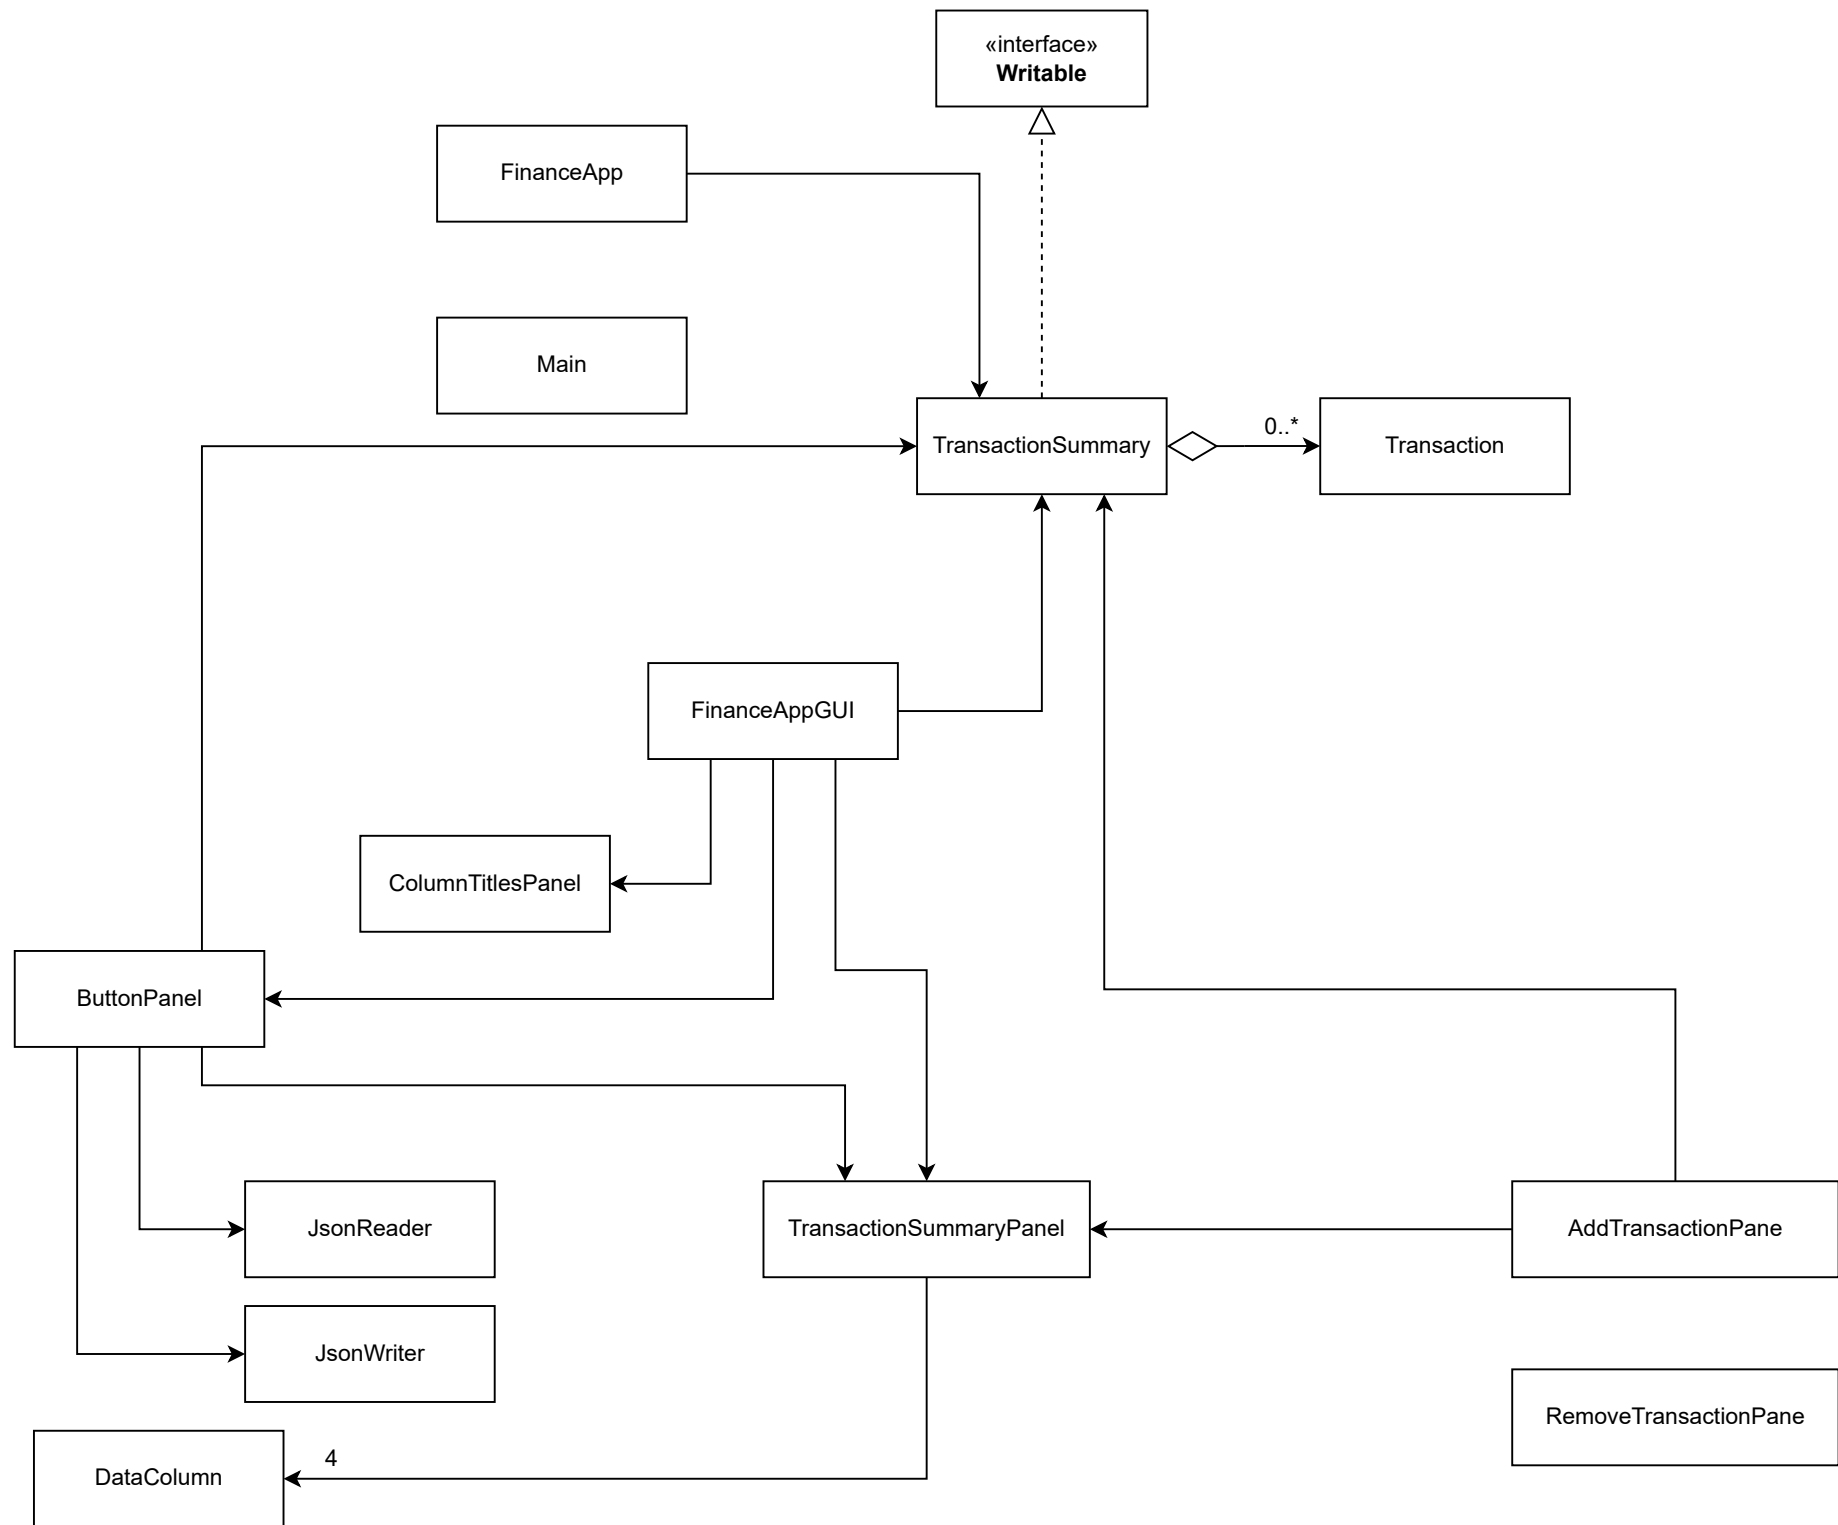 «interface»
Writable
FinanceApp
Main
TransactionSummary
0..*
Transaction
FinanceAppGUI
ColumnTitlesPanel
ButtonPanel
JsonReader
TransactionSummaryPanel
AddTransactionPane
JsonWriter
RemoveTransactionPane
DataColumn
4